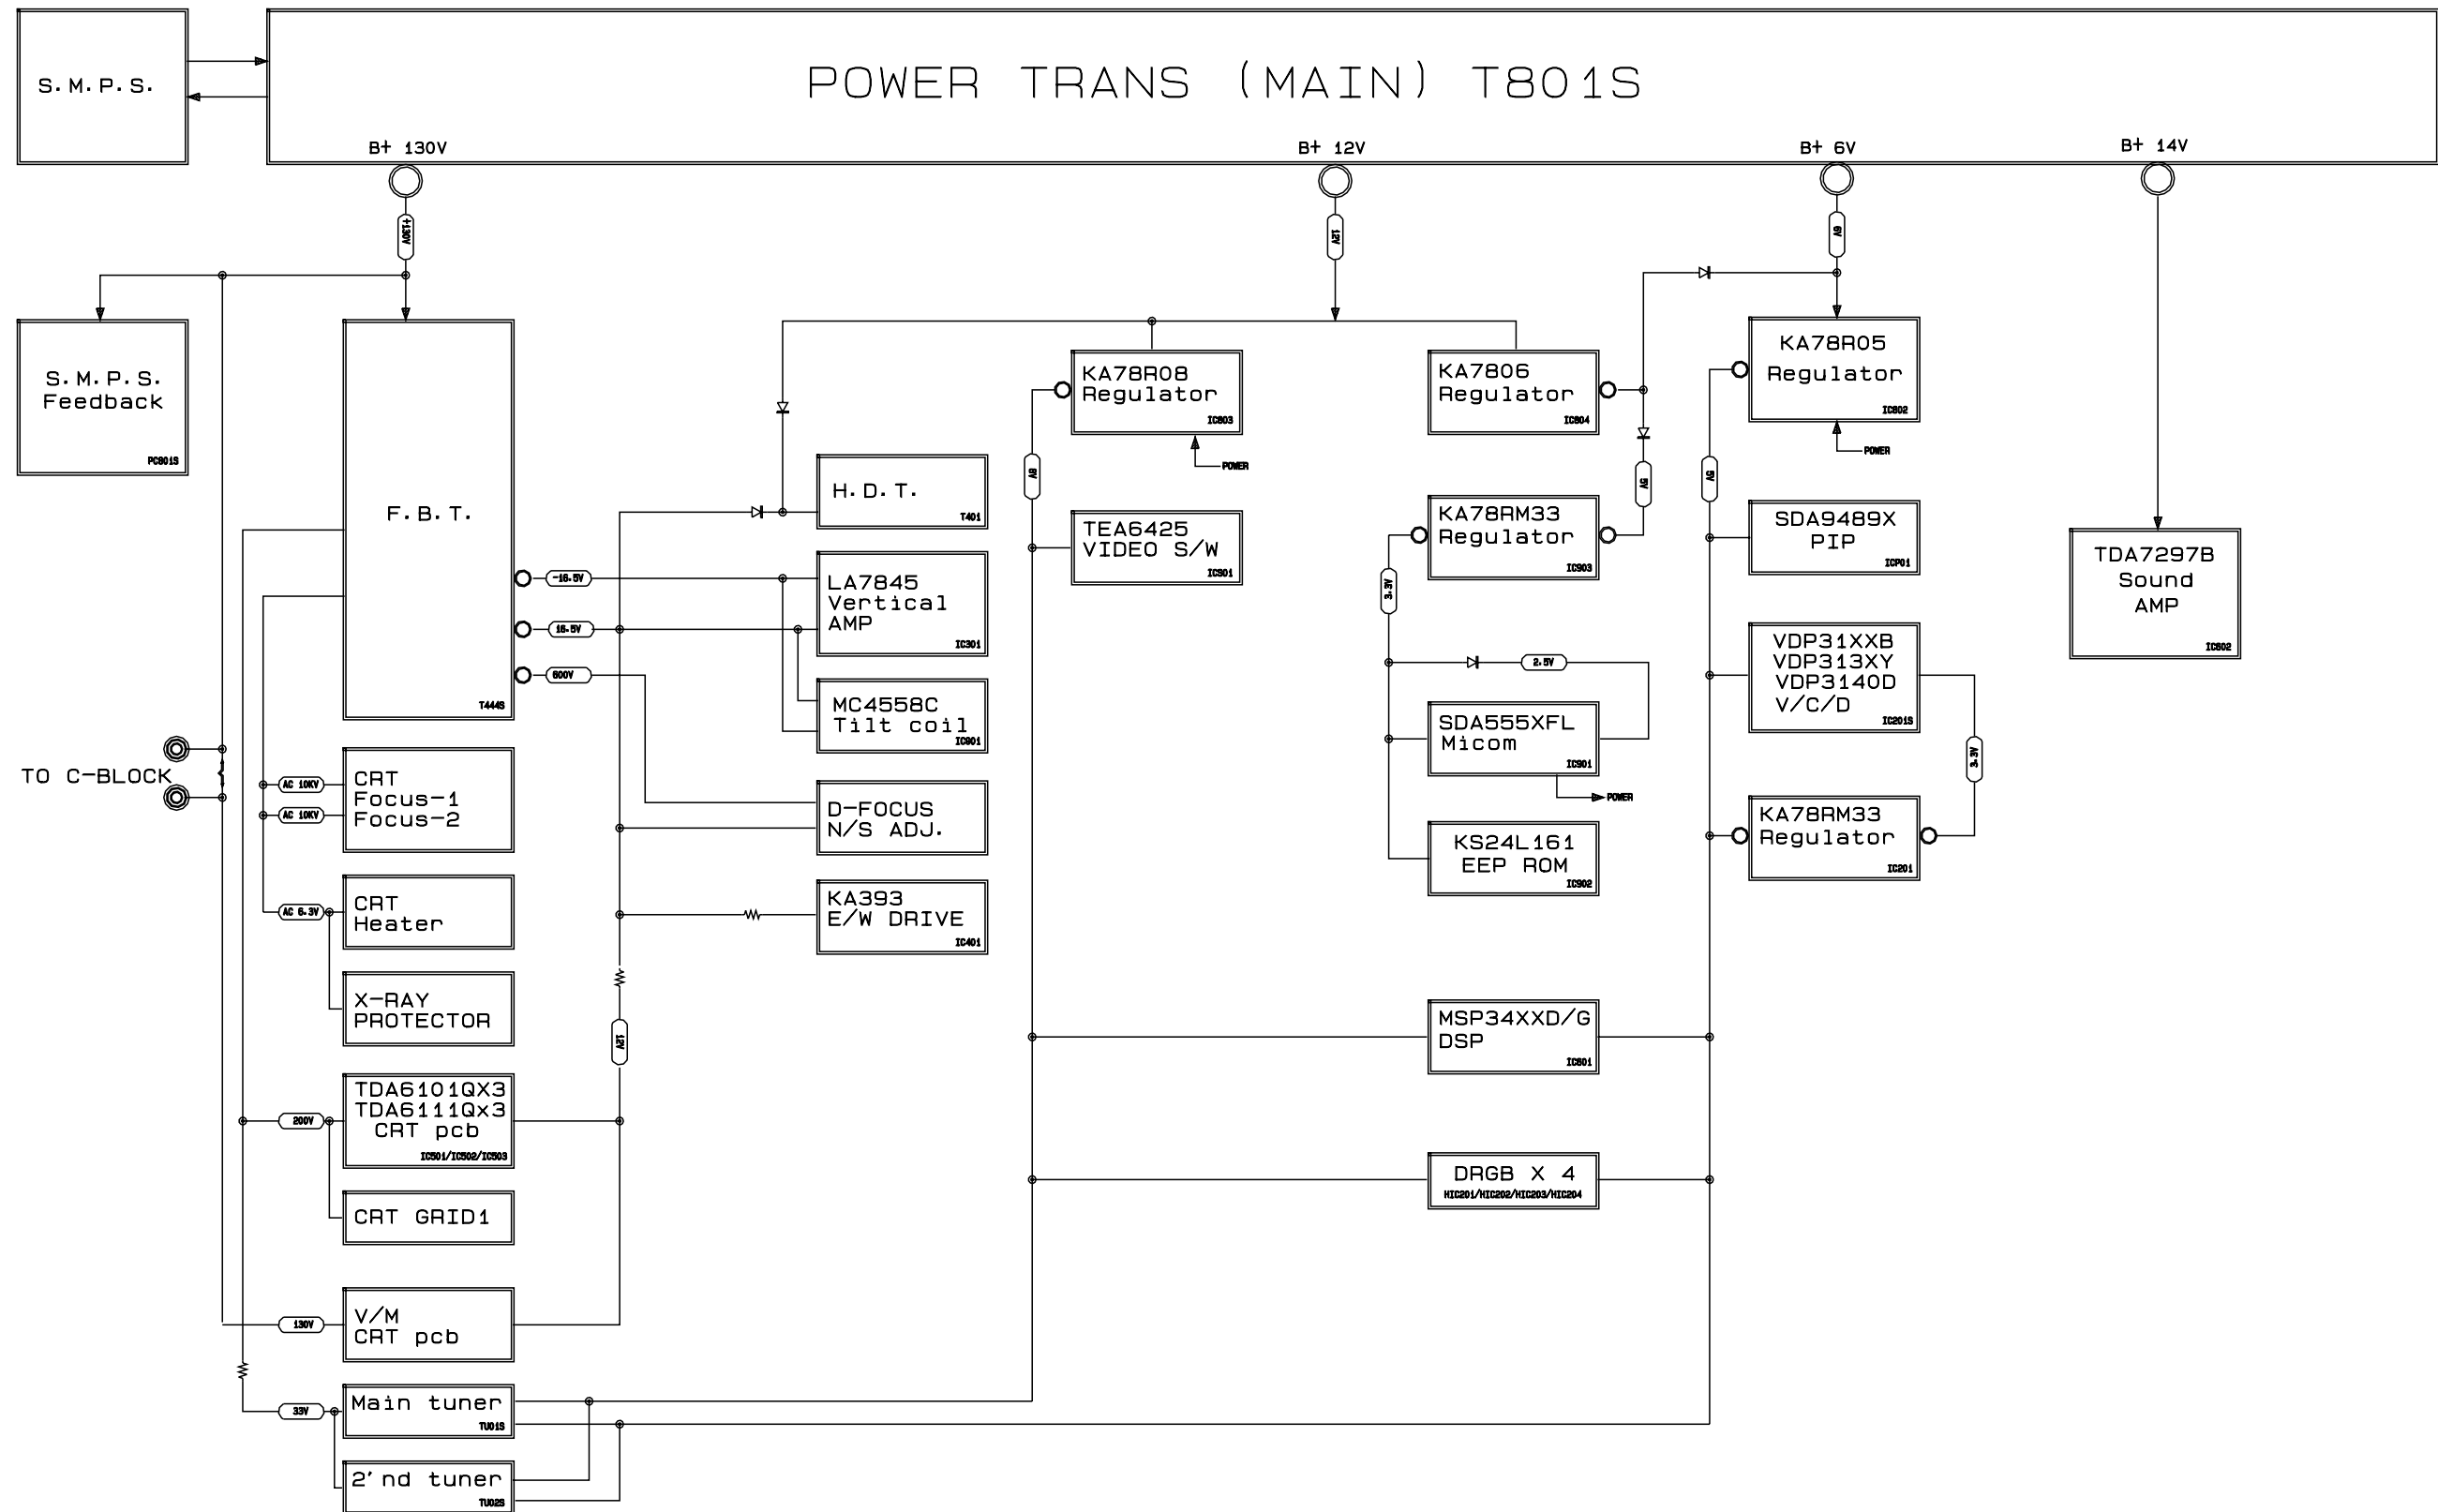 S.M.P.S.
POWER TRANS (MAIN) T801S
B+ 130V
B+ 12V
B+ 6V
B+ 14V
+130V
12V
6V
S.M.P.S.
Feedback
PC801S
F.B.T.
T444S
-16.5V
16.5V
600V
H.D.T.
T401
LA7845
Vertical
AMP
IC301
MC4558C
Tilt coil
IC901
D-FOCUS
N/S ADJ.
KA393
E/W DRIVE
IC401
12V
KA78R08
Regulator
IC803
POWER
8V
TEA6425
VIDEO S/W
IC901
KA7806
Regulator
IC804
5V
KA78RM33
Regulator
IC903
3.3V
2.5V
SDA555XFL
Micom
IC901
POWER
KS24L161
EEP ROM
IC902
MSP34XXD/G
DSP
IC601
DRGB X 4
HIC201/HIC202/HIC203/HIC204
KA78R05
Regulator
IC802
POWER
5V
SDA9489X
PIP
ICP01
VDP31XXB
VDP313XY
VDP3140D
V/C/D
IC201S
3.3V
KA78RM33
Regulator
IC201
TDA7297B
Sound
AMP
IC602
TO C-BLOCK
AC 10KV
AC 10KV
CRT
Focus-1
Focus-2
AC 6.3V
CRT
Heater
X-RAY
PROTECTOR
200V
TDA6101QX3
TDA6111Qx3
CRT pcb
IC501/IC502/IC503
CRT GRID1
130V
V/M
CRT pcb
33V
Main tuner
TU01S
2'nd tuner
TU02S